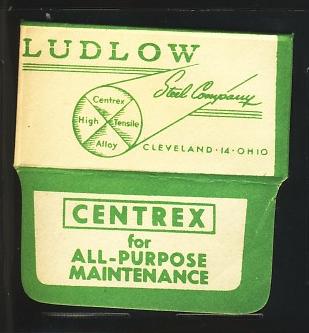 LUDLOW
Steel Company
Centrex
High Tensile
Alloy
CLEVELAND • 14 • OHIO
CENTREX
for
ALL-PURPOSE
MAINTENANCE